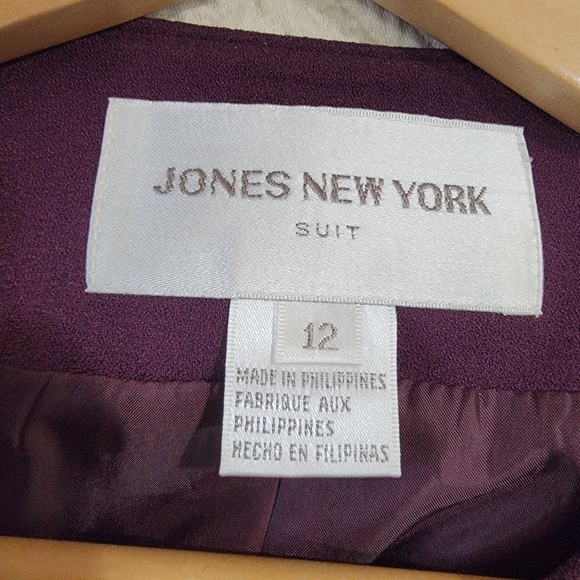 JONES NEW YORK
SUIT
12
MADE IN PHILIPPINES
FABRIQUE AUX
PHILIPPINES
HECHO EN FILIPINAS